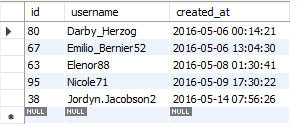 id username created_at
80 Darby_Herzog 2016-05-06 00:14:21
67 Emilio_Bernier52 2016-05-06 13:04:30
63 Elenor88 2016-05-08 01:30:41
95 Nicole71 2016-05-09 17:30:22
38 Jordyn.Jacobson2 2016-05-14 07:56:26
NULL NULL NULL